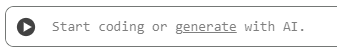 Start coding or generate with AI.